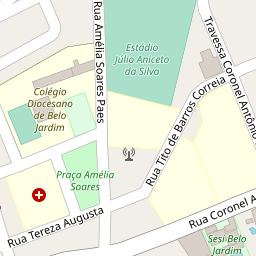 Rua Amélia Soares Paes
Estádio
Júlio Aniceto
da Silva
Travessa Coronel Antôni
Colégio
Diocesano
de Belo
Jardim
Rua Tito de Barros Correia
Praça Amélia
Soares
Rua Tereza Augusta
Rua Coronel A
Sesi Belo
Jardim